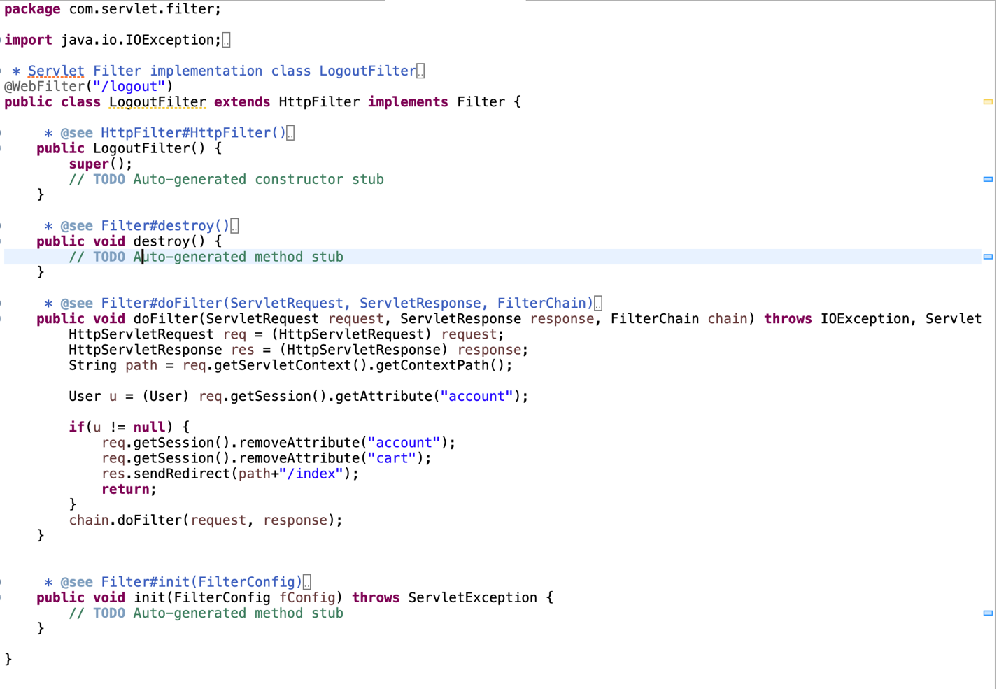 package com.servlet.filter;
import java.io.IOException;
* Servlet Filter implementation class LogoutFilter
@WebFilter("/logout")
public class LogoutFilter extends HttpFilter implements Filter {
* @see HttpFilter#HttpFilter()
public LogoutFilter() {
super();
// TODO Auto-generated constructor stub
}
* @see Filter#destroy()
public void destroy() {
// TODO Auto-generated method stub
}
* @see Filter#doFilter(ServletRequest, ServletResponse, FilterChain)
public void doFilter(ServletRequest request, ServletResponse response, FilterChain chain) throws IOException, Servlet
HttpServletRequest req = (HttpServletRequest) request;
HttpServletResponse res = (HttpServletResponse) response;
String path = req.getServletContext().getContextPath();
User u = (User) req.getSession().getAttribute("account");
if(u != null) {
req.getSession().removeAttribute("account");
req.getSession().removeAttribute("cart");
res.sendRedirect(path+"/index");
return;
}
chain.doFilter(request, response);
}
* @see Filter#init(FilterConfig)
public void init(FilterConfig fConfig) throws ServletException {
// TODO Auto-generated method stub
}
}